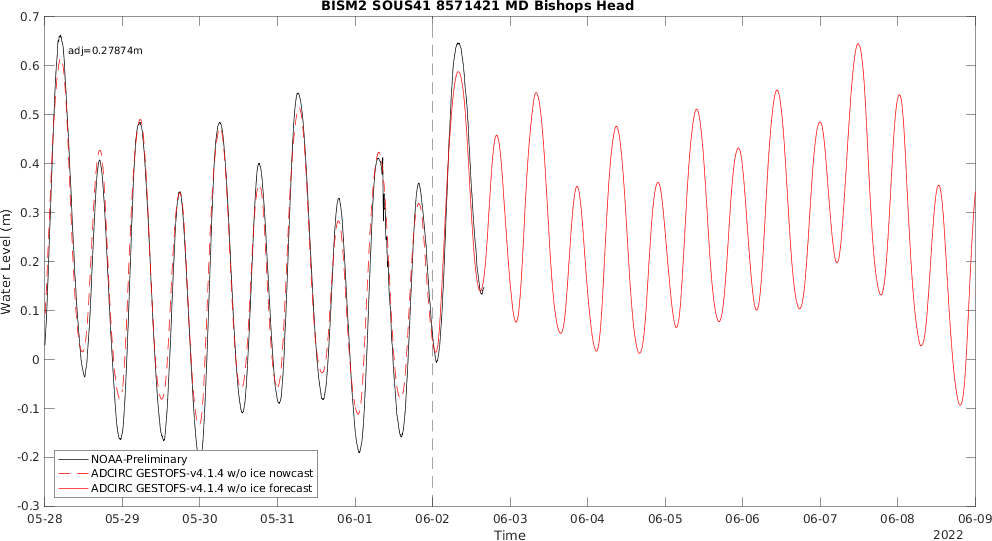 BISM2 SOUS41 8571421 MD Bishops Head
adj=0.27874m
0.7
0.6
0.5
0.4
0.3
0.2
0.1
0
-0.1
-0.2
-0.3
Water Level (m)
NOAA-Preliminary
ADCIRC GESTOFS-v4.1.4 w/o ice nowcast
ADCIRC GESTOFS-v4.1.4 w/o ice forecast
05-28 05-29 05-30 05-31 06-01 06-02 06-03 06-04 06-05 06-06 06-07 06-08 06-09
Time
2022